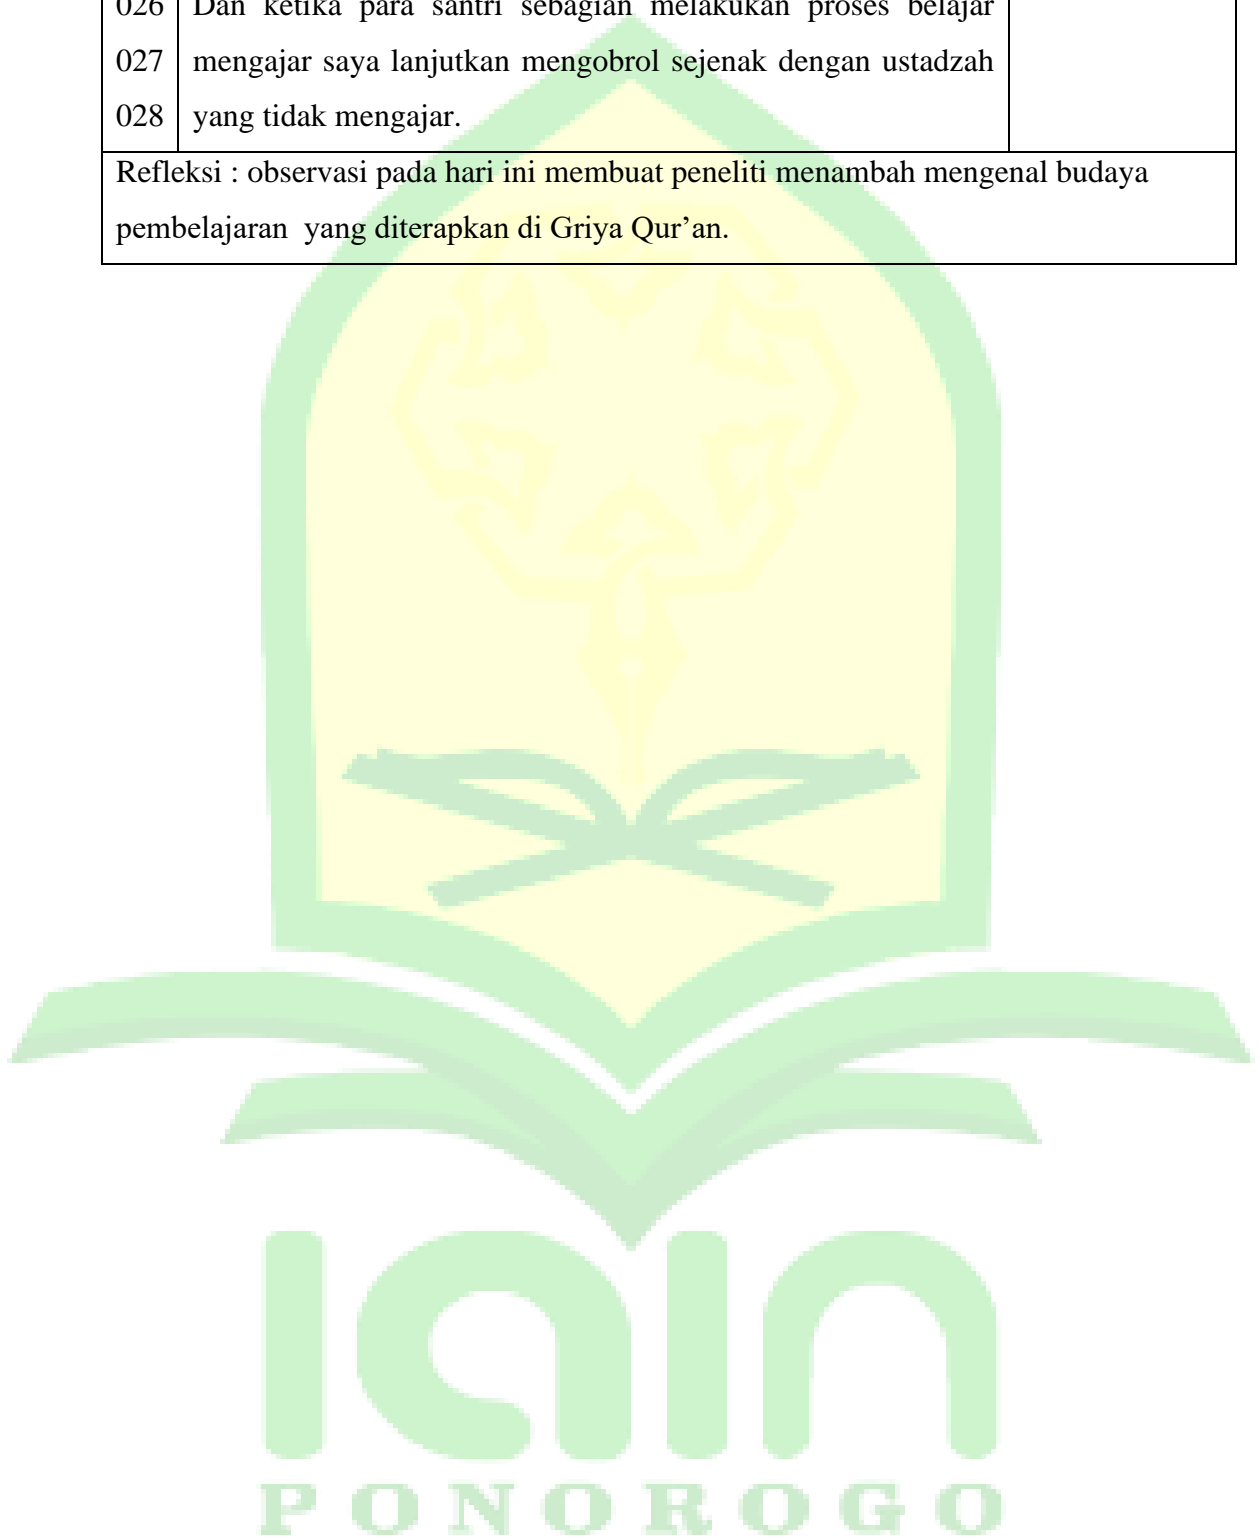 026 Dan ketika para santri sebagian melakukan proses belajar
027 mengajar saya lanjutkan mengobrol sejenak dengan ustadzah
028 yang tidak mengajar.
Refleksi : observasi pada hari ini membuat peneliti menambah mengenal budaya
pembelajaran yang diterapkan di Griya Qur’an.
IAIN
PONOROGO